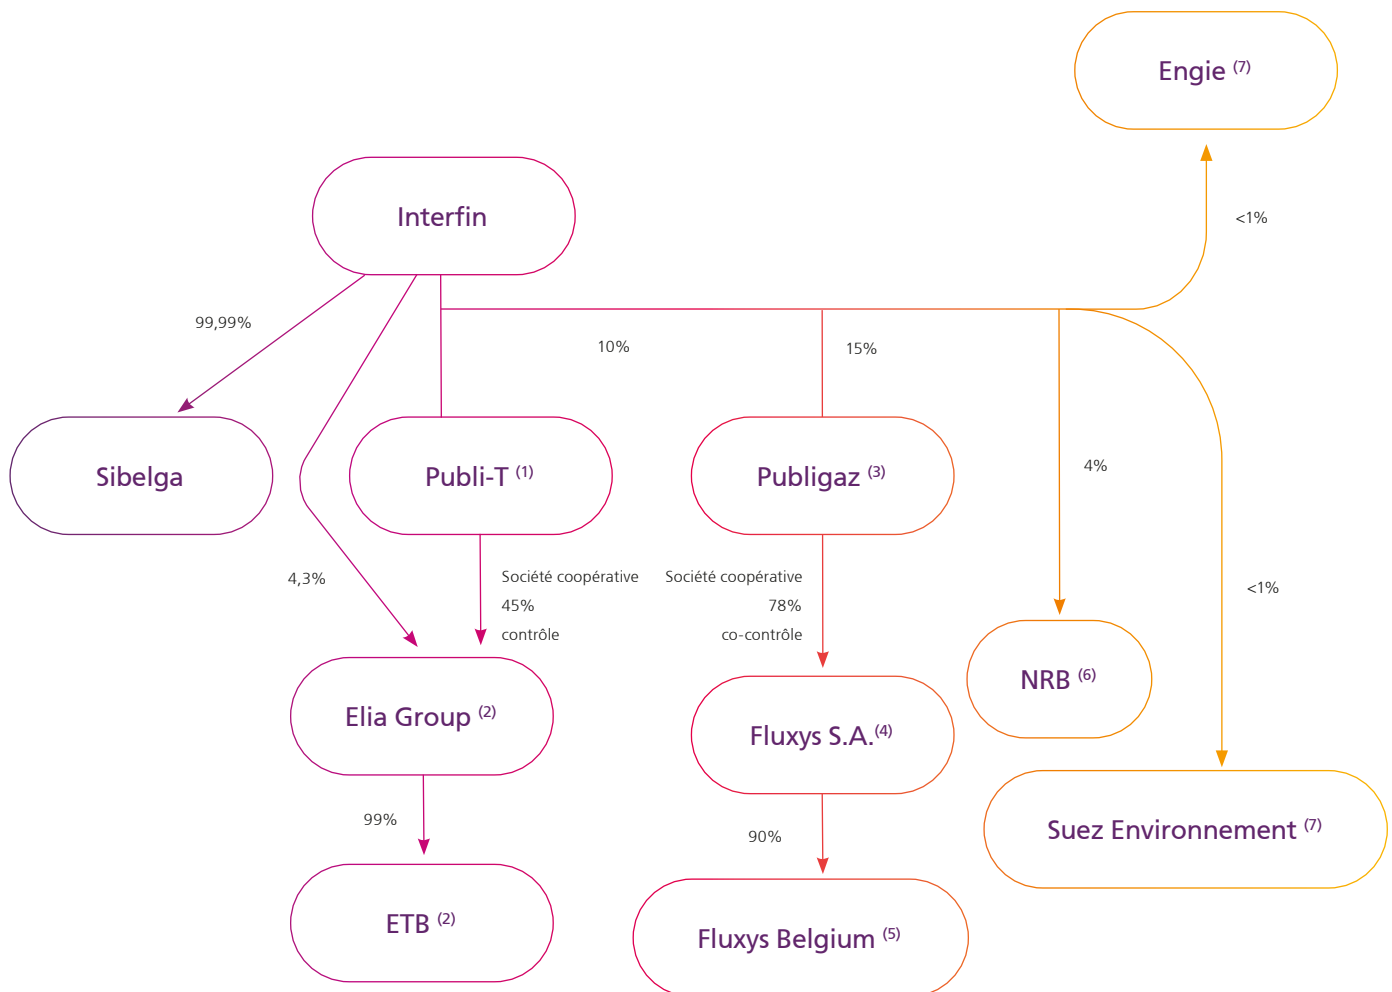 Engie (7)
Interfin
<1%
99,99%
10%
15%
Sibelga
Publi-T (1)
Publigaz (3)
4%
4,3%
Société coopérative
45%
contrôle
Société coopérative
78%
co-contrôle
<1%
Elia Group (2)
Fluxys S.A.(4)
NRB (6)
99%
90%
Suez Environnement (7)
ETB (2)
Fluxys Belgium (5)